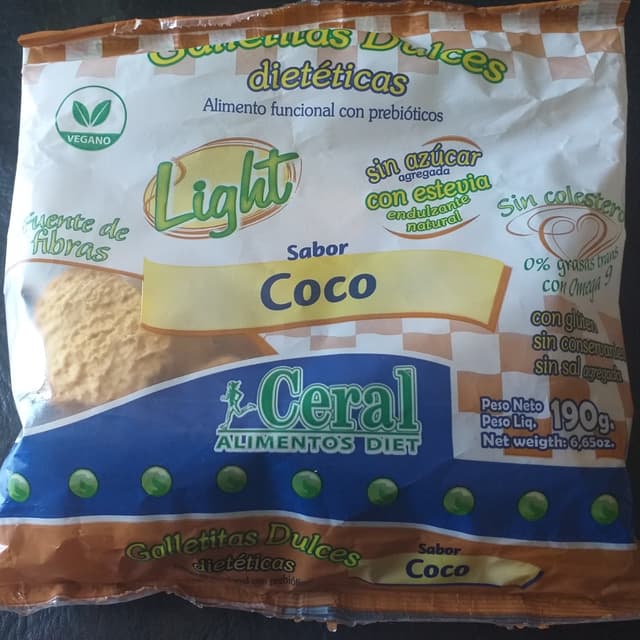 Galletitas Dulces
dietéticas
Alimento funcional con prebióticos
VEGANO
Light
sin azúcar
agregada
con estevia
endulzante
natural
Fuente de
fibras
Sin colesterol
0% grasas trans
con Omega 9
Sabor
Coco
con glúten
sin conservantes
sin sal agregada
Ceral
ALIMENTOS DIET
Peso Neto
Peso Liq.
190g.
Net weigth: 6,65oz.
Galletitas Dulces
dietéticas
Sabor
Coco